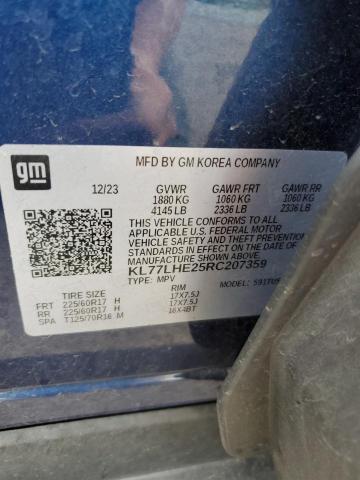 gm
MFD BY GM KOREA COMPANY
12/23 GVWR GAWR FRT GAWR RR
1880 KG 1060 KG 1060 KG
4145 LB 2336 LB 2336 LB
THIS VEHICLE CONFORMS TO ALL
APPLICABLE U.S. FEDERAL MOTOR
VEHICLE SAFETY STANDARDS IN
EFFECT ON THE DATE OF
MANUFACTURE SHOWN ABOVE.
KL77LHE25RC207359
TYPE: MPV MODEL:
TIRE SIZE RIM
FRT 225/60R17 H 17X7.5J
RR 225/60R17 H 17X7.5J
SPA T125/70R16 M 16X4BT